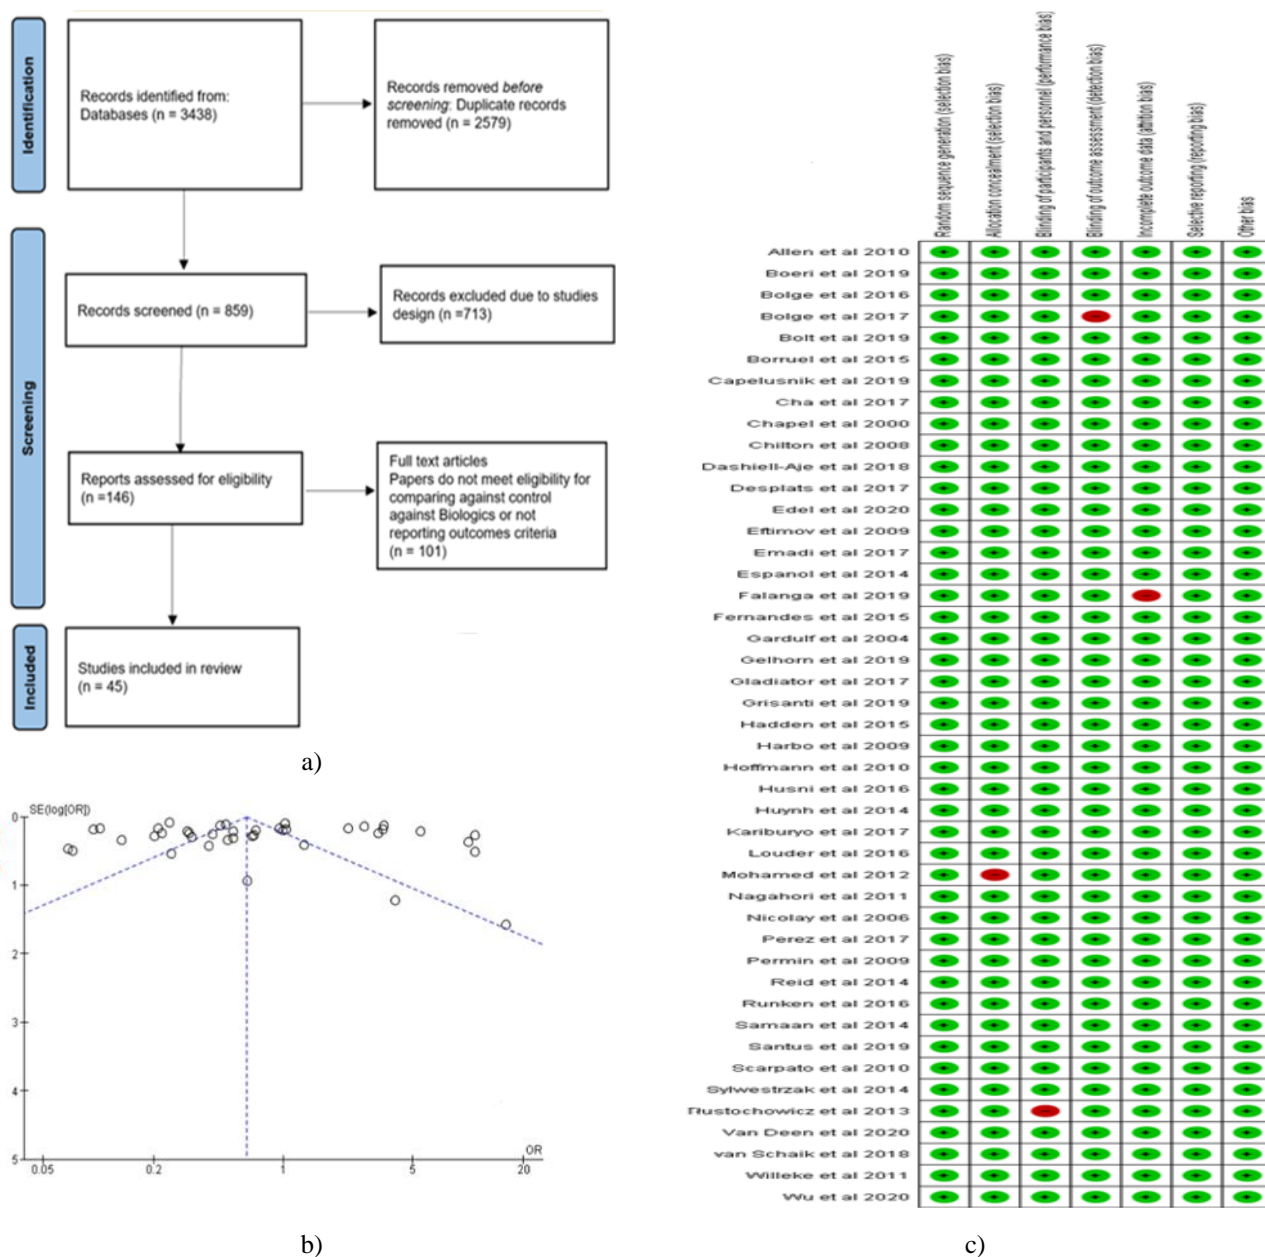 Identification
Records identified from:
Databases (n = 3438)
Records removed before
screening: Duplicate records
removed (n = 2579)
Screening
Records screened (n = 859)
Records excluded due to studies
design (n =713)
Reports assessed for eligibility
(n =146)
Full text articles
Papers do not meet eligibility for
comparing against control
against Biologics or not
reporting outcomes criteria
(n = 101)
Included
Studies included in review
(n = 45)
a)
SE(log[OR])
0
1
2
3
4
5
0.05
0.2
1
5
20
OR
b)
Random sequence generation (selection bias)
Allocation concealment (selection bias)
Blinding of participants and personnel (performance bias)
Blinding of outcome assessment (detection bias)
Incomplete outcome data (attrition bias)
Selective reporting (reporting bias)
Other bias
Allen et al 2010
Boeri et al 2019
Bolge et al 2016
Bolge et al 2017
Bolt et al 2019
Borruel et al 2015
Capelusnik et al 2019
Cha et al 2017
Chapel et al 2000
Chilton et al 2008
Dashiell-Aje et al 2018
Desplats et al 2017
Edel et al 2020
Eftimov et al 2009
Emadi et al 2017
Espanol et al 2014
Falanga et al 2019
Fernandes et al 2015
Gardulf et al 2004
Gelhorn et al 2019
Gladiator et al 2017
Grisanti et al 2019
Hadden et al 2015
Harbo et al 2009
Hoffmann et al 2010
Husni et al 2016
Huynh et al 2014
Kariburyo et al 2017
Louder et al 2016
Mohamed et al 2012
Nagahori et al 2011
Nicolay et al 2006
Perez et al 2017
Permin et al 2009
Reid et al 2014
Runken et al 2016
Samaan et al 2014
Santus et al 2019
Scarpato et al 2010
Sylwestrzak et al 2014
Rustochowicz et al 2013
Van Deen et al 2020
van Schaik et al 2018
Willeke et al 2011
Wu et al 2020
c)